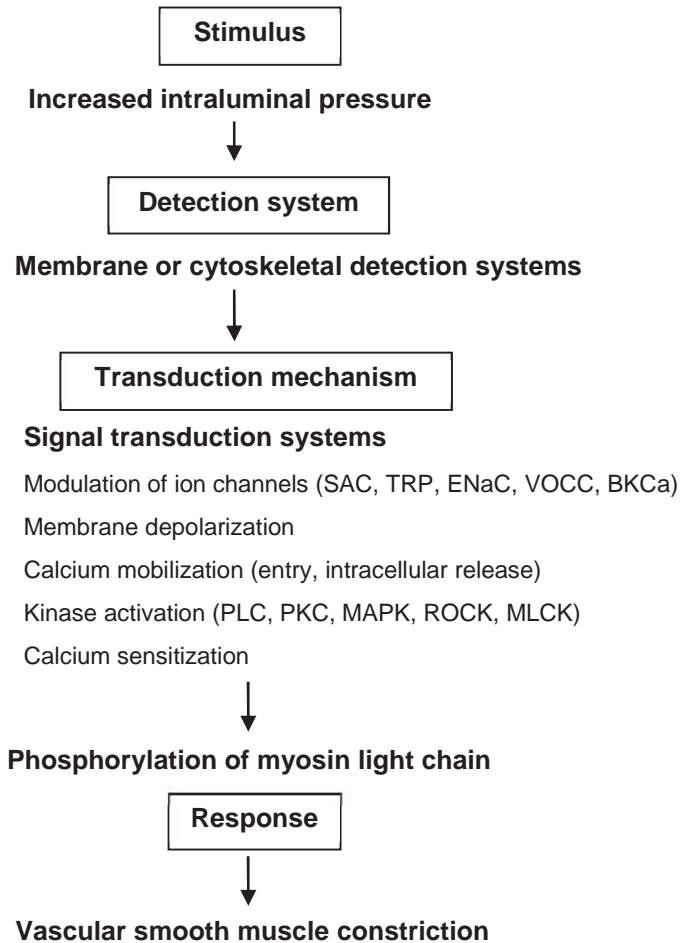 Stimulus
Increased intraluminal pressure
Detection system
Membrane or cytoskeletal detection systems
Transduction mechanism
Signal transduction systems
Modulation of ion channels (SAC, TRP, ENaC, VOCC, BKCa)
Membrane depolarization
Calcium mobilization (entry, intracellular release)
Kinase activation (PLC, PKC, MAPK, ROCK, MLCK)
Calcium sensitization
Phosphorylation of myosin light chain
Response
Vascular smooth muscle constriction